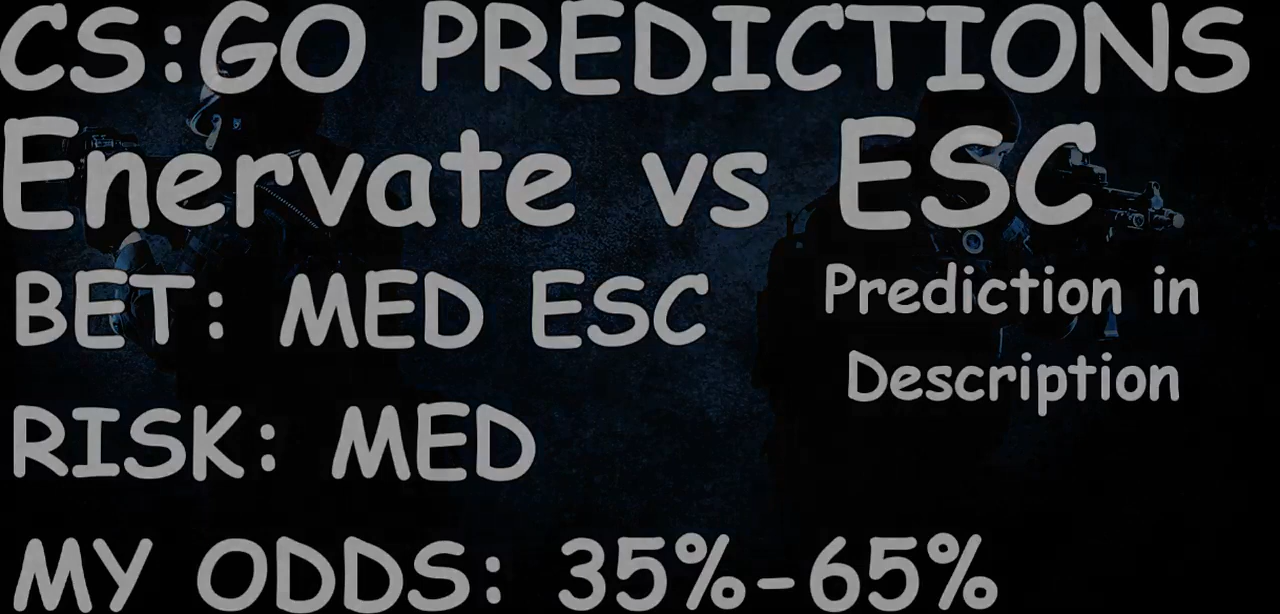 CS:GO PREDICTIONS
Enervate vs ESC
BET: MED ESC
Prediction in
Description
RISK: MED
MY ODDS: 35%-65%